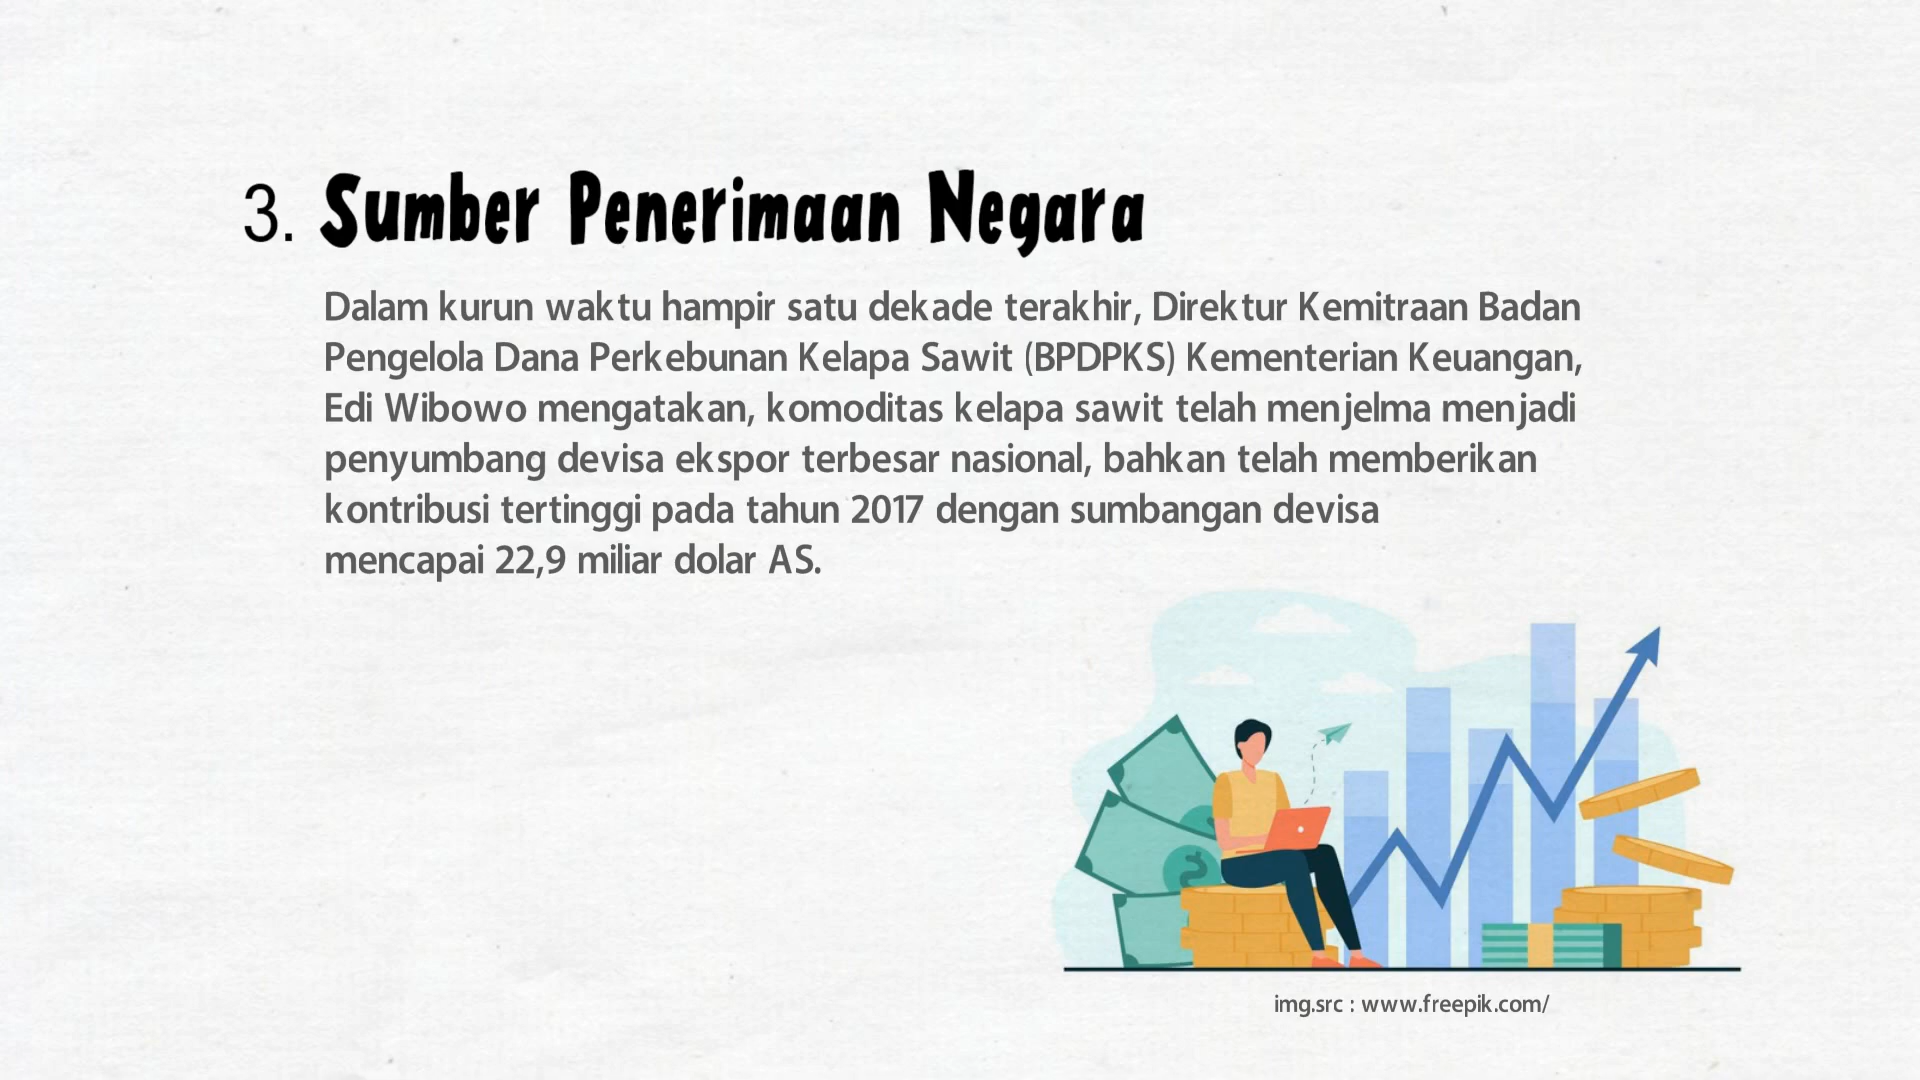 3. Sumber Penerimaan Negara
Dalam kurun waktu hampir satu dekade terakhir, Direktur Kemitraan Badan
Pengelola Dana Perkebunan Kelapa Sawit (BPDPKS) Kementerian Keuangan,
Edi Wibowo mengatakan, komoditas kelapa sawit telah menjelma menjadi
penyumbang devisa ekspor terbesar nasional, bahkan telah memberikan
kontribusi tertinggi pada tahun 2017 dengan sumbangan devisa
mencapai 22,9 miliar dolar AS.
img.src : www.freepik.com/